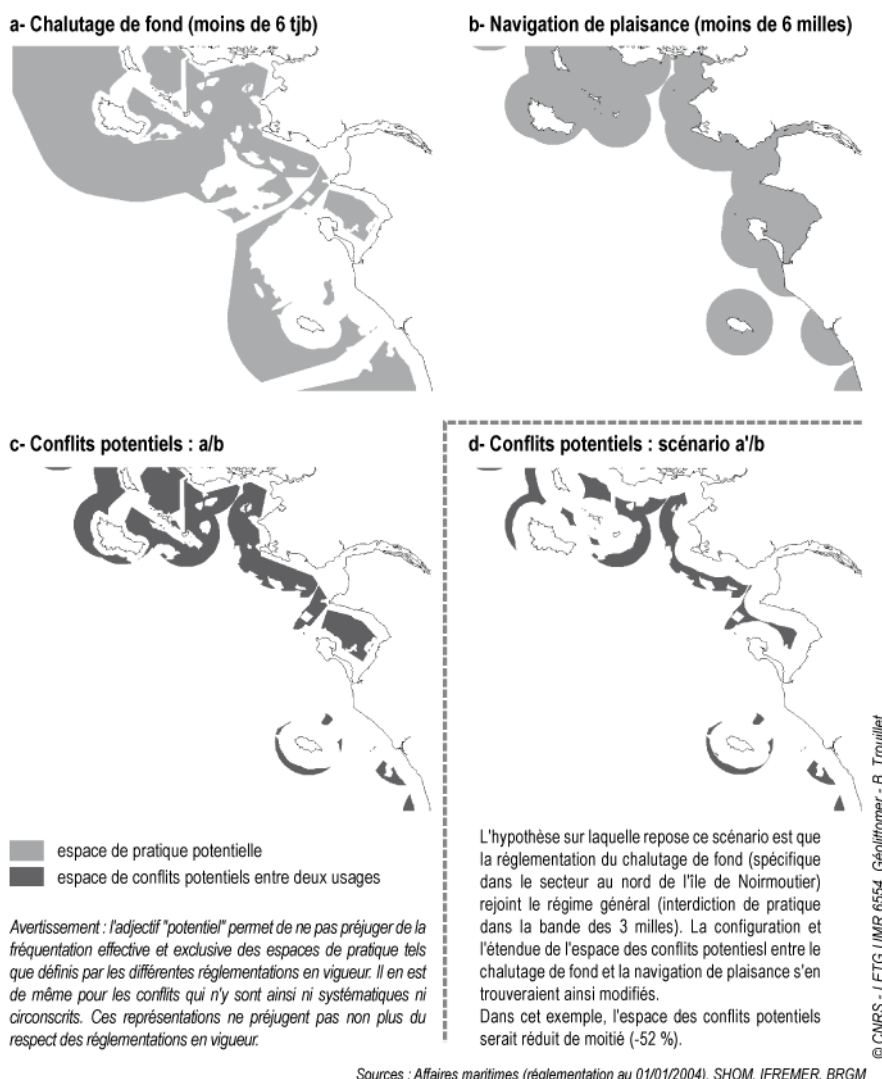 a- Chalutage de fond (moins de 6 tjb)
b- Navigation de plaisance (moins de 6 milles)
c- Conflits potentiels : a/b
d- Conflits potentiels : scénario a'/b
espace de pratique potentielle
espace de conflits potentiels entre deux usages
Avertissement : l'adjectif "potentiel" permet de ne pas préjuger de la
fréquentation effective et exclusive des espaces de pratique tels
que définis par les différentes réglementations en vigueur. Il en est
de même pour les conflits qui n'y sont ainsi ni systématiques ni
circonscrits. Ces représentations ne préjugent pas non plus du
respect des réglementations en vigueur.
L'hypothèse sur laquelle repose ce scénario est que
la réglementation du chalutage de fond (spécifique
dans le secteur au nord de l'île de Noirmoutier)
rejoint le régime général (interdiction de pratique
dans la bande des 3 milles). La configuration et
l'étendue de l'espace des conflits potentiesl entre le
chalutage de fond et la navigation de plaisance s'en
trouveraient ainsi modifiés.
Dans cet exemple, l'espace des conflits potentiels
serait réduit de moitié (-52 %).
© CNRS - LETG UMR 6554, Géolittomer - B. Trouillet
Sources : Affaires maritimes (réglementation au 01/01/2004), SHOM, IFREMER, BRGM